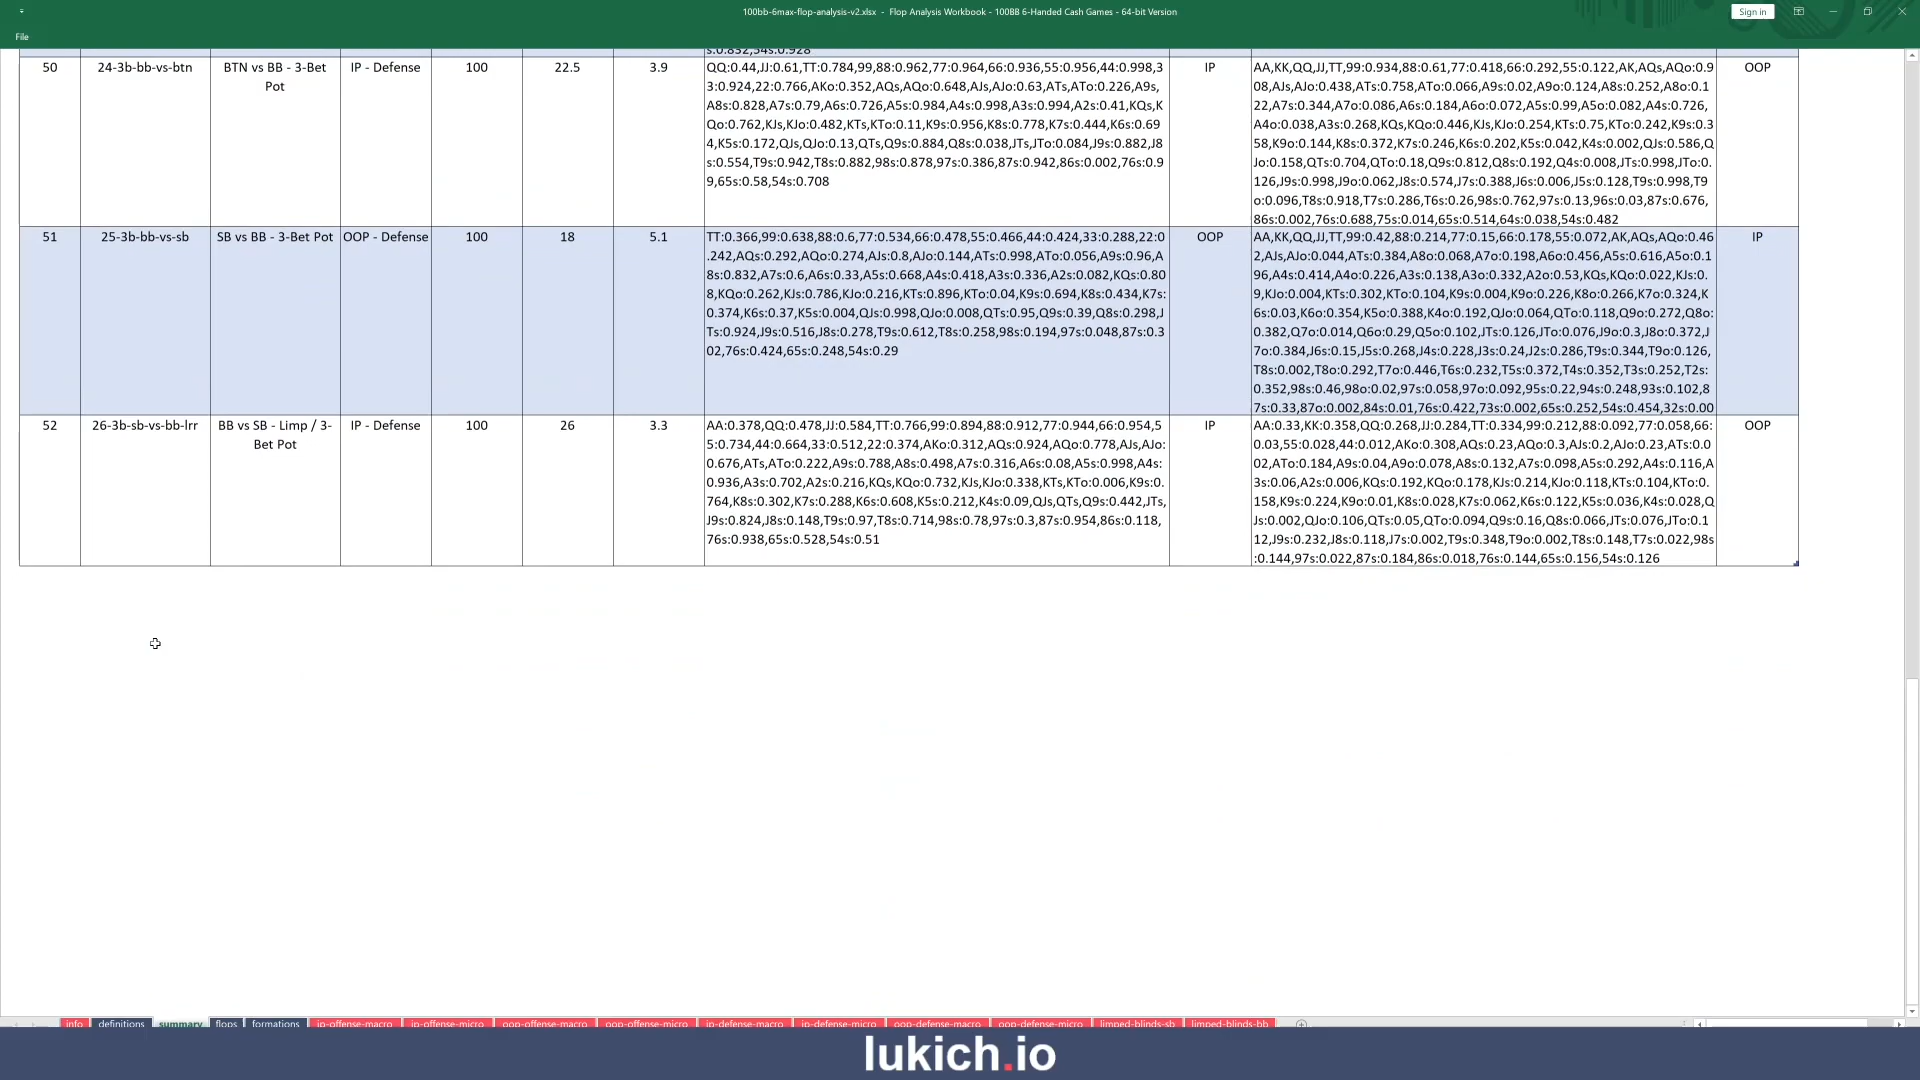 100bb-6max-flop-analysis-v2.xlsx - Flop Analysis Workbook - 100BB 6-Handed Cash Games - 64-bit Version
Sign in
File
s:0.832,54s:0.928
50
24-3b-bb-vs-btn
BTN vs BB - 3-Bet
Pot
IP - Defense
100
22.5
3.9
QQ:0.44,JJ:0.61,TT:0.784,99,88:0.962,77:0.964,66:0.936,55:0.956,44:0.998,3
3:0.924,22:0.766,AKo:0.352,AQs,AQo:0.648,AJs,AJo:0.63,ATs,ATo:0.226,A9s,
A8s:0.828,A7s:0.79,A6s:0.726,A5s:0.984,A4s:0.998,A3s:0.994,A2s:0.41,KQs,K
Qo:0.762,KJs,KJo:0.482,KTs,KTo:0.11,K9s:0.956,K8s:0.778,K7s:0.444,K6s:0.69
4,K5s:0.172,QJs,QJo:0.13,QTs,Q9s:0.884,Q8s:0.038,JTs,JTo:0.084,J9s:0.882,J8
s:0.554,T9s:0.942,T8s:0.882,98s:0.878,97s:0.386,87s:0.942,86s:0.002,76s:0.9
9,65s:0.58,54s:0.708
IP
AA,KK,QQ,JJ,TT,99:0.934,88:0.61,77:0.418,66:0.292,55:0.122,AK,AQs,AQo:0.9
08,AJs,AJo:0.438,ATs:0.758,ATo:0.066,A9s:0.02,A9o:0.124,A8s:0.252,A8o:0.1
22,A7s:0.344,A7o:0.086,A6s:0.184,A6o:0.072,A5s:0.99,A5o:0.082,A4s:0.726,
A4o:0.038,A3s:0.268,KQs,KQo:0.446,KJs,KJo:0.254,KTs:0.75,KTo:0.242,K9s:0.3
58,K9o:0.144,K8s:0.372,K7s:0.246,K6s:0.202,K5s:0.042,K4s:0.002,QJs:0.586,Q
Jo:0.158,QTs:0.704,QTo:0.18,Q9s:0.812,Q8s:0.192,Q4s:0.008,JTs:0.998,JTo:0.
126,J9s:0.998,J9o:0.062,J8s:0.574,J7s:0.388,J6s:0.006,J5s:0.128,T9s:0.998,T9
o:0.096,T8s:0.918,T7s:0.286,T6s:0.26,98s:0.762,97s:0.13,96s:0.03,87s:0.676,
86s:0.002,76s:0.688,75s:0.014,65s:0.514,64s:0.038,54s:0.482
OOP
51
25-3b-bb-vs-sb
SB vs BB - 3-Bet Pot
OOP - Defense
100
18
5.1
TT:0.366,99:0.638,88:0.6,77:0.534,66:0.478,55:0.466,44:0.424,33:0.288,22:0
.242,AQs:0.292,AQo:0.274,AJs:0.8,AJo:0.144,ATs:0.998,ATo:0.056,A9s:0.96,A
8s:0.832,A7s:0.6,A6s:0.33,A5s:0.668,A4s:0.418,A3s:0.336,A2s:0.082,KQs:0.80
8,KQo:0.262,KJs:0.786,KJo:0.216,KTs:0.896,KTo:0.04,K9s:0.694,K8s:0.434,K7s:
0.374,K6s:0.37,K5s:0.004,QJs:0.998,QJo:0.008,QTs:0.95,Q9s:0.39,Q8s:0.298,J
Ts:0.924,J9s:0.516,J8s:0.278,T9s:0.612,T8s:0.258,98s:0.194,97s:0.048,87s:0.3
02,76s:0.424,65s:0.248,54s:0.29
OOP
AA,KK,QQ,JJ,TT,99:0.42,88:0.214,77:0.15,66:0.178,55:0.072,AK,AQs,AQo:0.46
2,AJs,AJo:0.044,ATs:0.384,A8o:0.068,A7o:0.198,A6o:0.456,A5s:0.616,A5o:0.1
96,A4s:0.414,A4o:0.226,A3s:0.138,A3o:0.332,A2o:0.53,KQs,KQo:0.022,KJs:0.
9,KJo:0.004,KTs:0.302,KTo:0.104,K9s:0.004,K9o:0.226,K8o:0.266,K7o:0.324,K
6s:0.03,K6o:0.354,K5o:0.388,K4o:0.192,QJo:0.064,QTo:0.118,Q9o:0.272,Q8o:
0.382,Q7o:0.014,Q6o:0.29,Q5o:0.102,JTs:0.126,JTo:0.076,J9o:0.3,J8o:0.372,J
7o:0.384,J6s:0.15,J5s:0.268,J4s:0.228,J3s:0.24,J2s:0.286,T9s:0.344,T9o:0.126,
T8s:0.002,T8o:0.292,T7o:0.446,T6s:0.232,T5s:0.372,T4s:0.352,T3s:0.252,T2s:
0.352,98s:0.46,98o:0.02,97s:0.058,97o:0.092,95s:0.22,94s:0.248,93s:0.102,8
7s:0.33,87o:0.002,84s:0.01,76s:0.422,73s:0.002,65s:0.252,54s:0.454,32s:0.00
IP
52
26-3b-sb-vs-bb-lrr
BB vs SB - Limp / 3-
Bet Pot
IP - Defense
100
26
3.3
AA:0.378,QQ:0.478,JJ:0.584,TT:0.766,99:0.894,88:0.912,77:0.944,66:0.954,5
5:0.734,44:0.664,33:0.512,22:0.374,AKo:0.312,AQs:0.924,AQo:0.778,AJs,AJo:
0.676,ATs,ATo:0.222,A9s:0.788,A8s:0.498,A7s:0.316,A6s:0.08,A5s:0.998,A4s:
0.936,A3s:0.702,A2s:0.216,KQs,KQo:0.732,KJs,KJo:0.338,KTs,KTo:0.006,K9s:0.
764,K8s:0.302,K7s:0.288,K6s:0.608,K5s:0.212,K4s:0.09,QJs,QTs,Q9s:0.442,JTs,
J9s:0.824,J8s:0.148,T9s:0.97,T8s:0.714,98s:0.78,97s:0.3,87s:0.954,86s:0.118,
76s:0.938,65s:0.528,54s:0.51
IP
AA:0.33,KK:0.358,QQ:0.268,JJ:0.284,TT:0.334,99:0.212,88:0.092,77:0.058,66:
0.03,55:0.028,44:0.012,AKo:0.308,AQs:0.23,AQo:0.3,AJs:0.2,AJo:0.23,ATs:0.0
02,ATo:0.184,A9s:0.04,A9o:0.078,A8s:0.132,A7s:0.098,A5s:0.292,A4s:0.116,A
3s:0.06,A2s:0.006,KQs:0.192,KQo:0.178,KJs:0.214,KJo:0.118,KTs:0.104,KTo:0.
158,K9s:0.224,K9o:0.01,K8s:0.028,K7s:0.062,K6s:0.122,K5s:0.036,K4s:0.028,Q
Js:0.002,QJo:0.106,QTs:0.05,QTo:0.094,Q9s:0.16,Q8s:0.066,JTs:0.076,JTo:0.1
12,J9s:0.232,J8s:0.118,J7s:0.002,T9s:0.348,T9o:0.002,T8s:0.148,T7s:0.022,98s
:0.144,97s:0.022,87s:0.184,86s:0.018,76s:0.144,65s:0.156,54s:0.126
OOP
info
definitions
summary
flops
formations
ip-offense-macro
ip-offense-micro
oop-offense-macro
oop-offense-micro
ip-defense-macro
ip-defense-micro
oop-defense-macro
oop-defense-micro
limped-blinds-sb
limped-blinds-bb
lukich.io